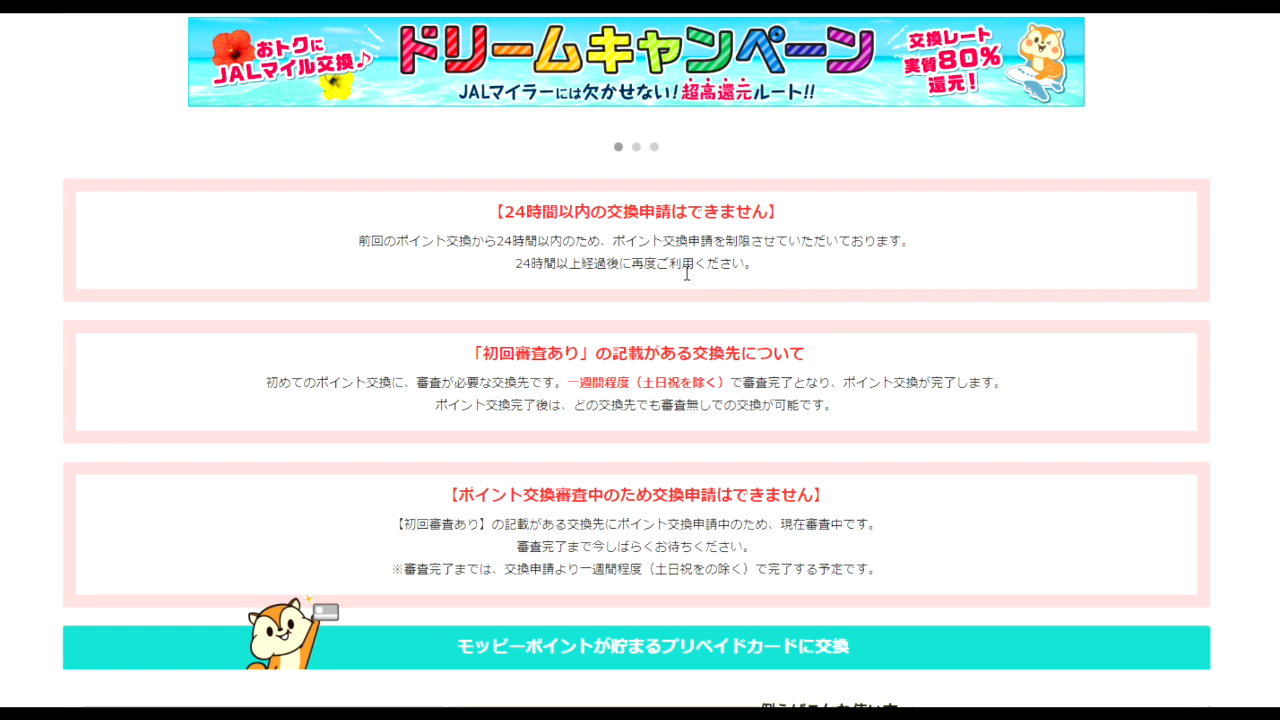 おトクに
JALマイル交換♪
ドリームキャンペーン
JALマイラーには欠かせない!超高還元ルート!!
交換レート
実質80%
還元!
【24時間以内の交換申請はできません】
前回のポイント交換から24時間以内のため、ポイント交換申請を制限させていただいております。
24時間以上経過後に再度ご利用ください。
「初回審査あり」の記載がある交換先について
初めてのポイント交換に、審査が必要な交換先です。一週間程度（土日祝を除く）で審査完了となり、ポイント交換が完了します。
ポイント交換完了後は、どの交換先でも審査無しでの交換が可能です。
【ポイント交換審査中のため交換申請はできません】
【初回審査あり】の記載がある交換先にポイント交換申請中のため、現在審査中です。
審査完了まで今しばらくお待ちください。
※審査完了までは、交換申請より一週間程度（土日祝をの除く）で完了する予定です。
モッピーポイントが貯まるプリペイドカードに交換